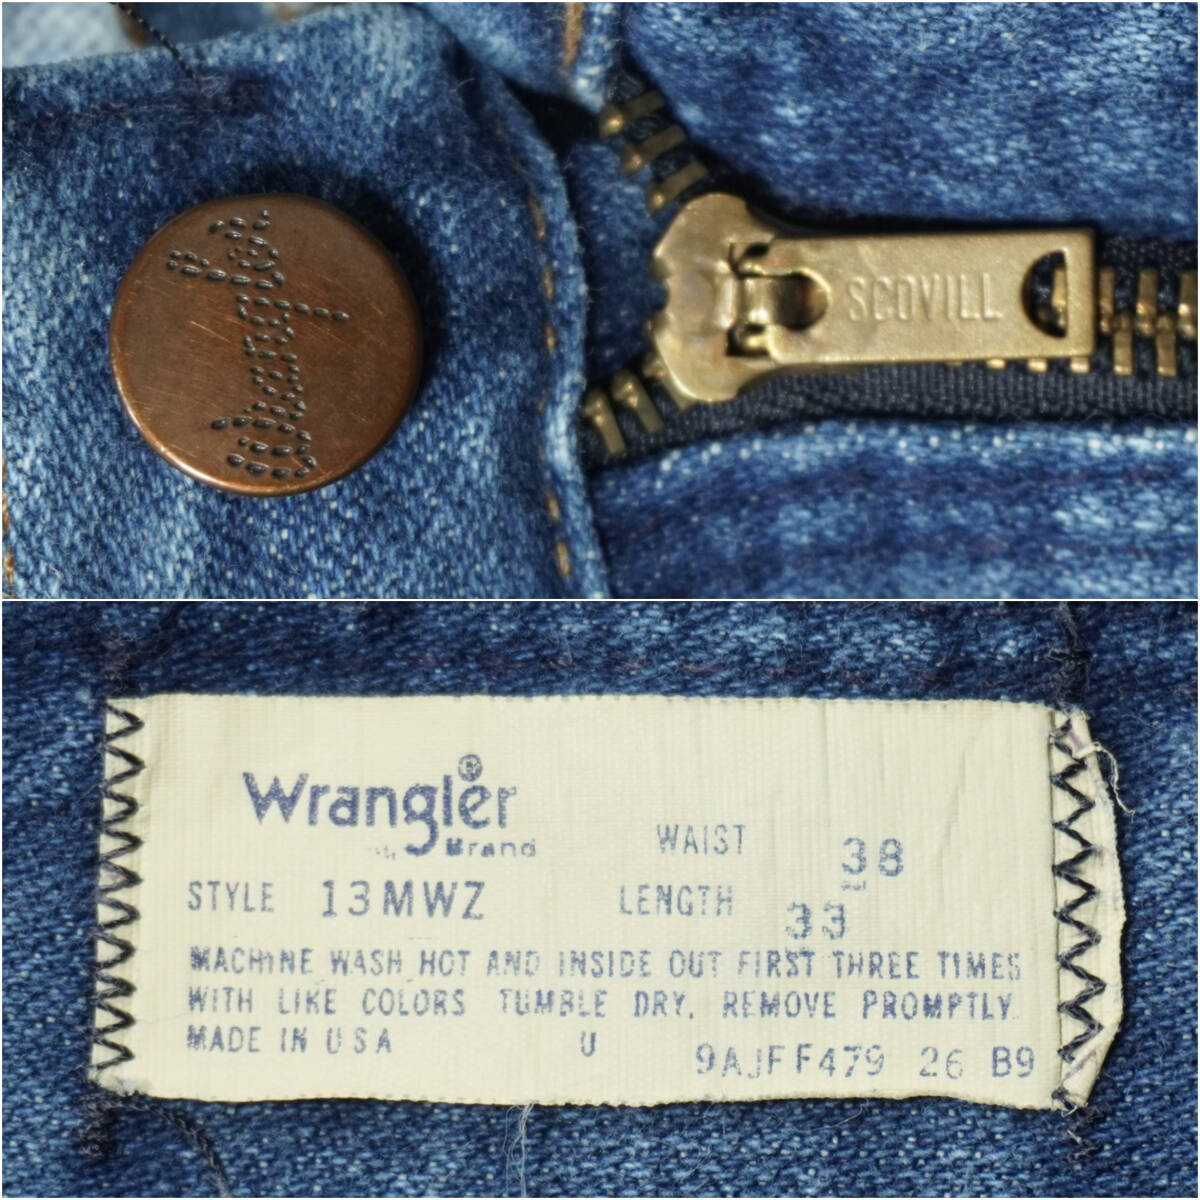 Wrangler
SCOVILL
Wrangler®
Brand
WAIST 38
STYLE 13MWZ LENGTH 33
MACHINE WASH HOT AND INSIDE OUT FIRST THREE TIMES
WITH LIKE COLORS TUMBLE DRY. REMOVE PROMPTLY.
MADE IN U S A U 9AJFF479 26 B9